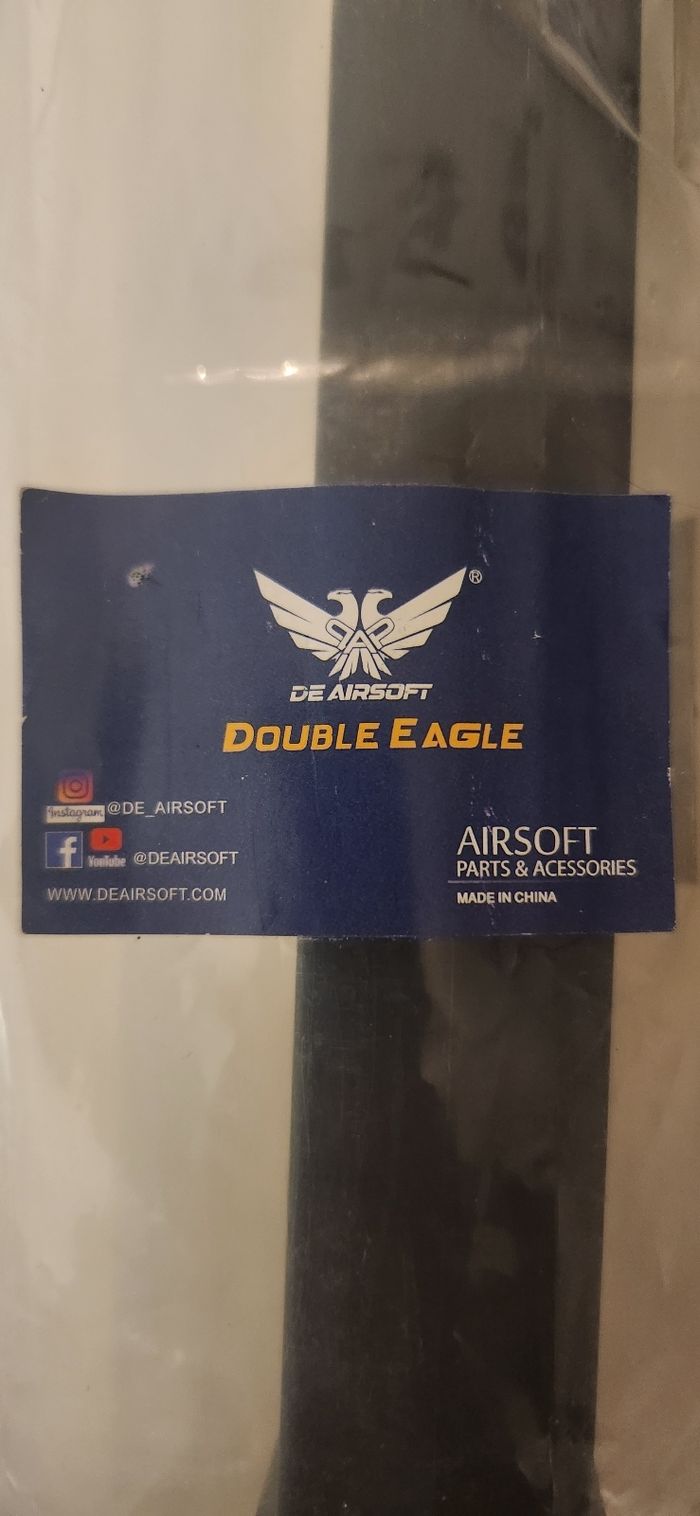 ®
DE AIRSOFT
DOUBLE EAGLE
Instagram @DE_AIRSOFT
f YouTube @DEAIRSOFT
WWW.DEAIRSOFT.COM
AIRSOFT
PARTS & ACESSORIES
MADE IN CHINA